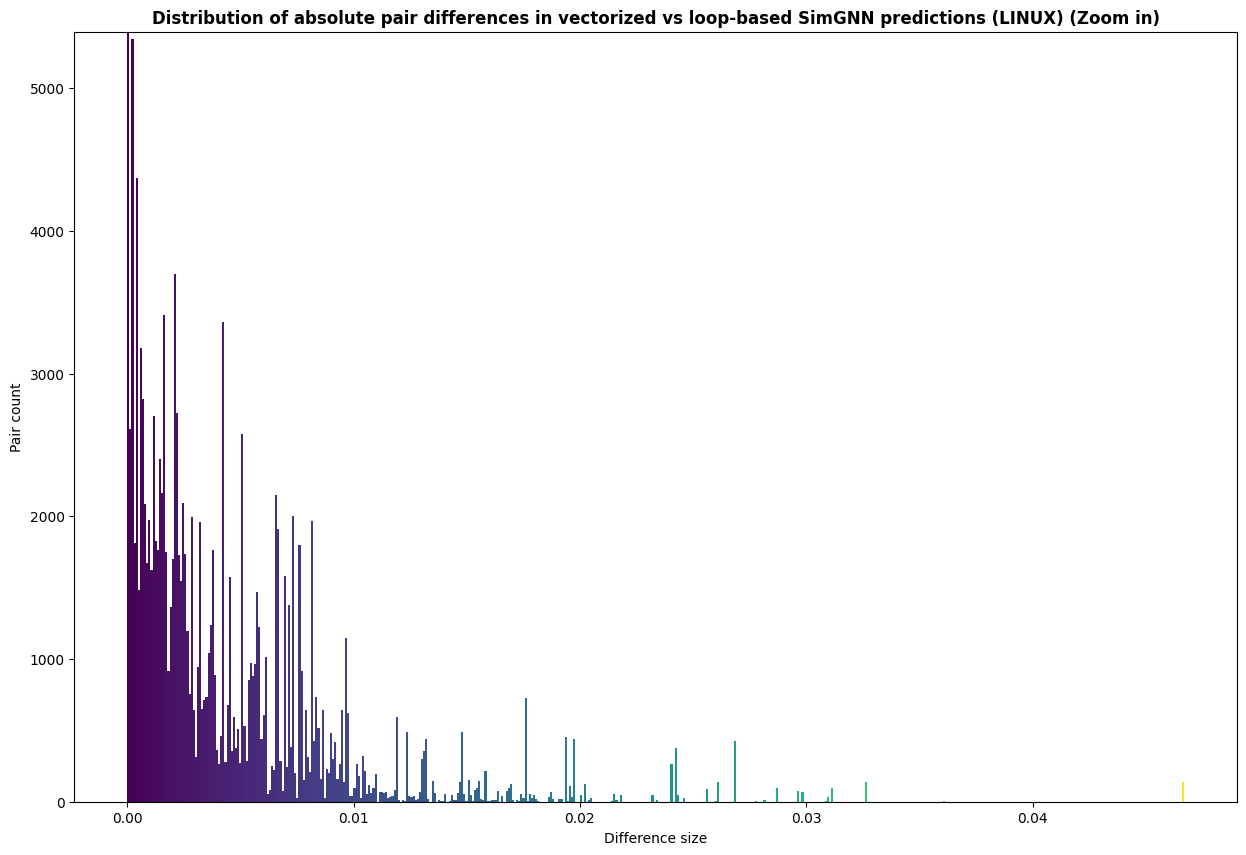 Distribution of absolute pair differences in vectorized vs loop-based SimGNN predictions (LINUX) (Zoom in)
5000
4000
3000
2000
1000
0
Pair count
0.00 0.01 0.02 0.03 0.04
Difference size